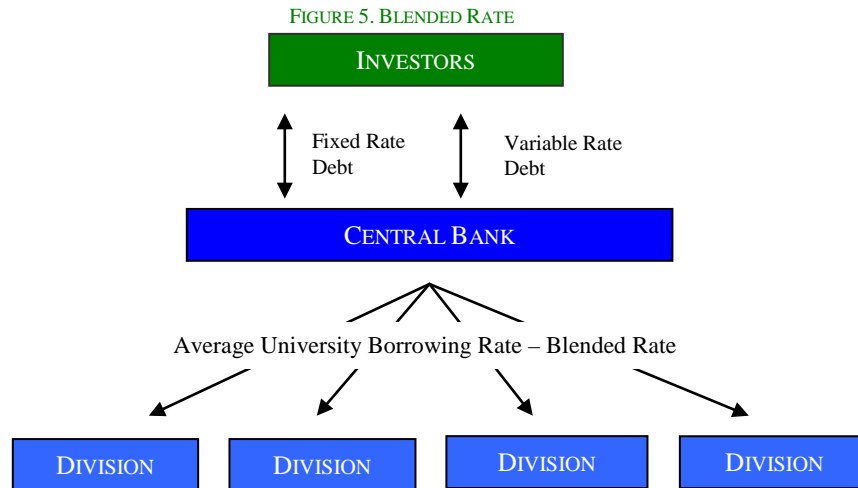 FIGURE 5. BLENDED RATE
INVESTORS
Fixed Rate
Debt
Variable Rate
Debt
CENTRAL BANK
Average University Borrowing Rate – Blended Rate
DIVISION
DIVISION
DIVISION
DIVISION